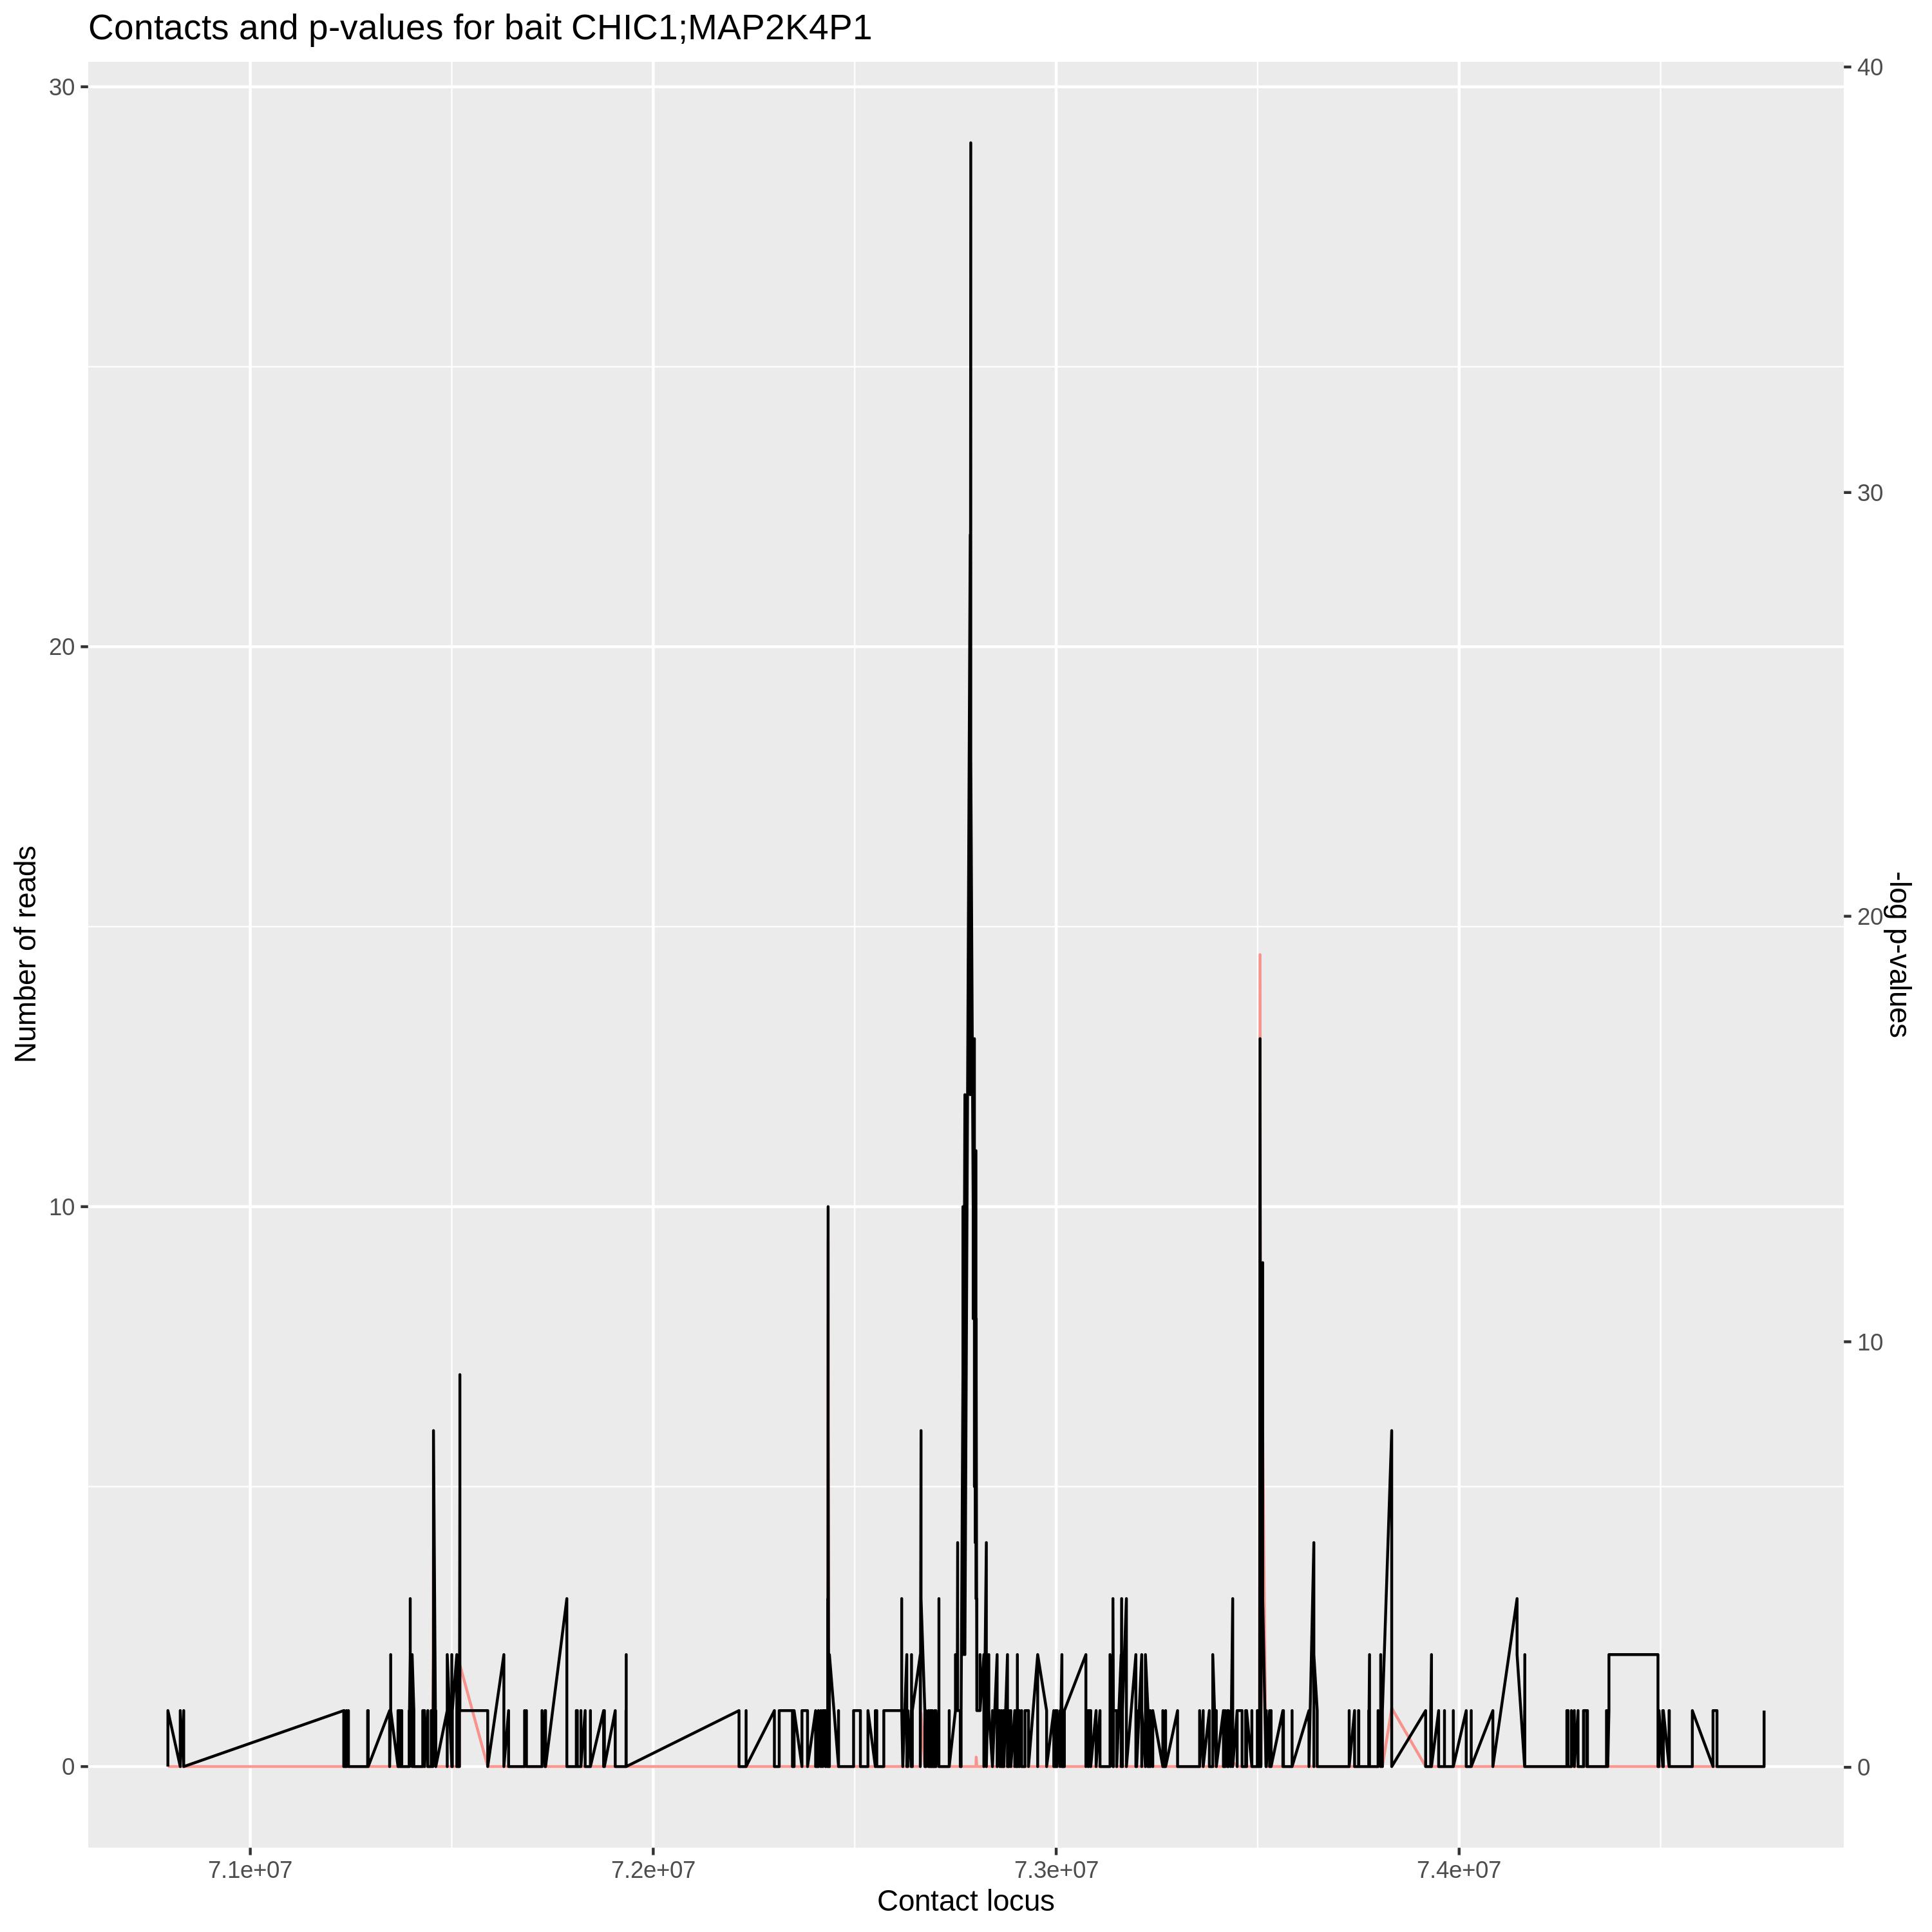 Contacts and p-values for bait CHIC1;MAP2K4P1
30
20
10
0
Number of reads
40
30
20
10
0
-log p-values
7.1e+07
7.2e+07
7.3e+07
7.4e+07
Contact locus